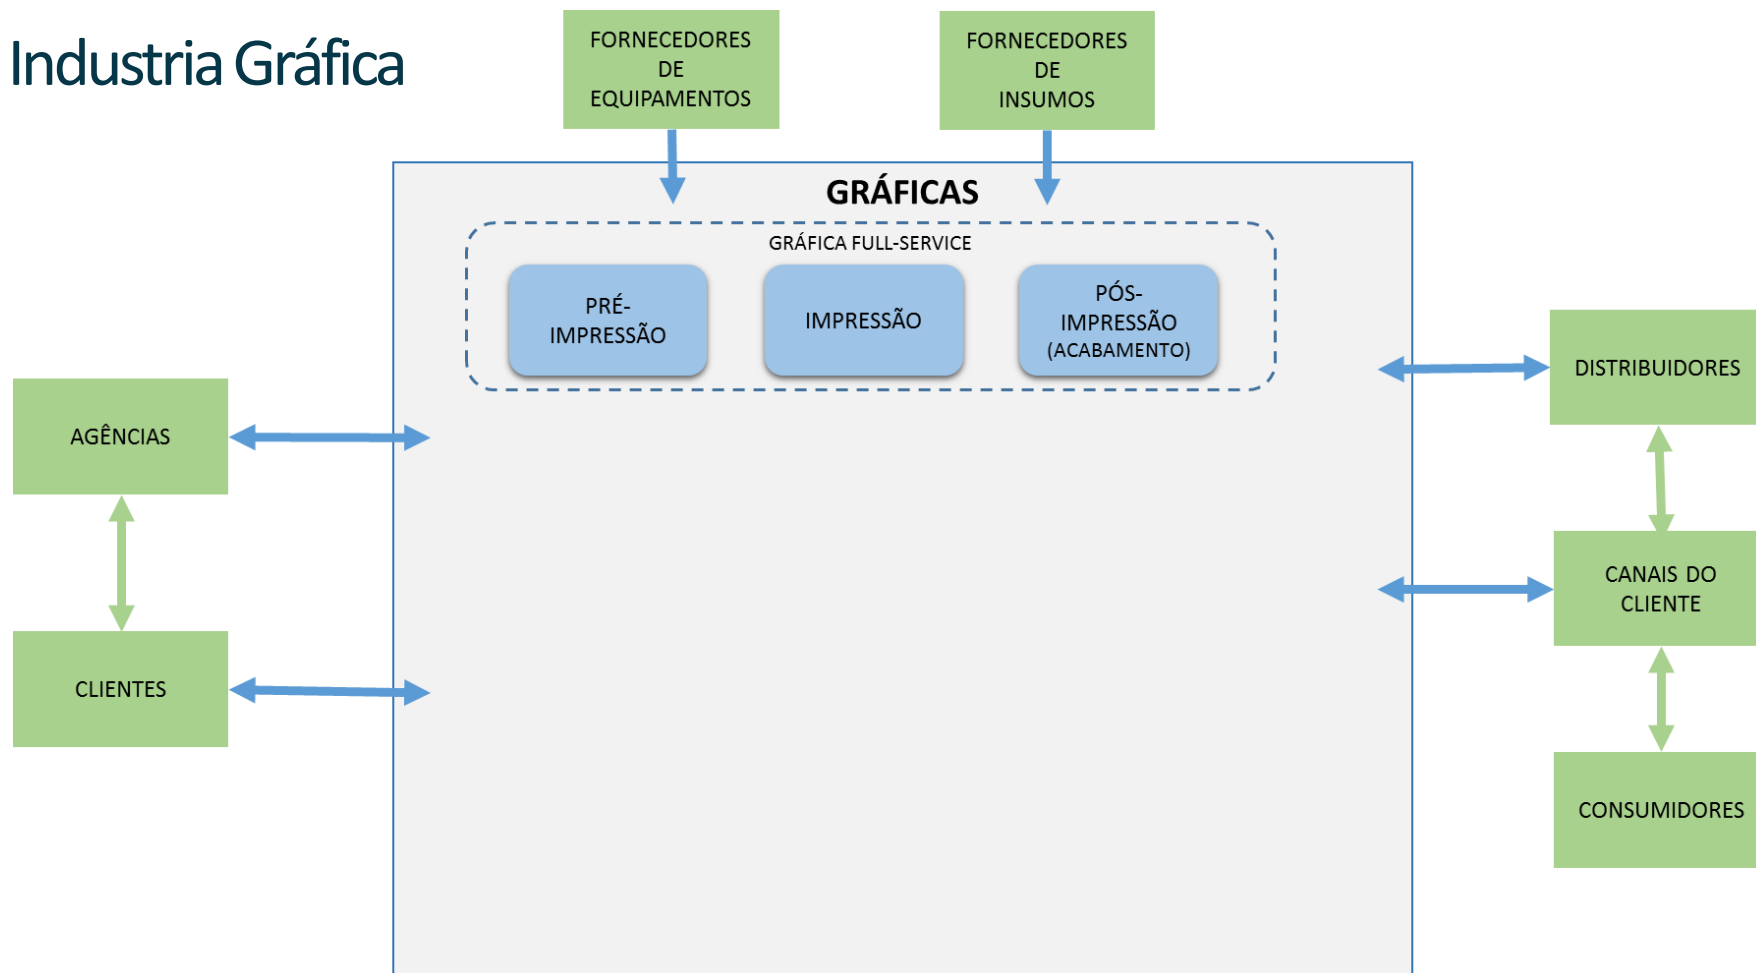 Industria Gráfica
FORNECEDORES
DE
EQUIPAMENTOS
FORNECEDORES
DE
INSUMOS
GRÁFICAS
GRÁFICA FULL-SERVICE
PRÉ-
IMPRESSÃO
IMPRESSÃO
PÓS-
IMPRESSÃO
(ACABAMENTO)
AGÊNCIAS
CLIENTES
DISTRIBUIDORES
CANAIS DO
CLIENTE
CONSUMIDORES